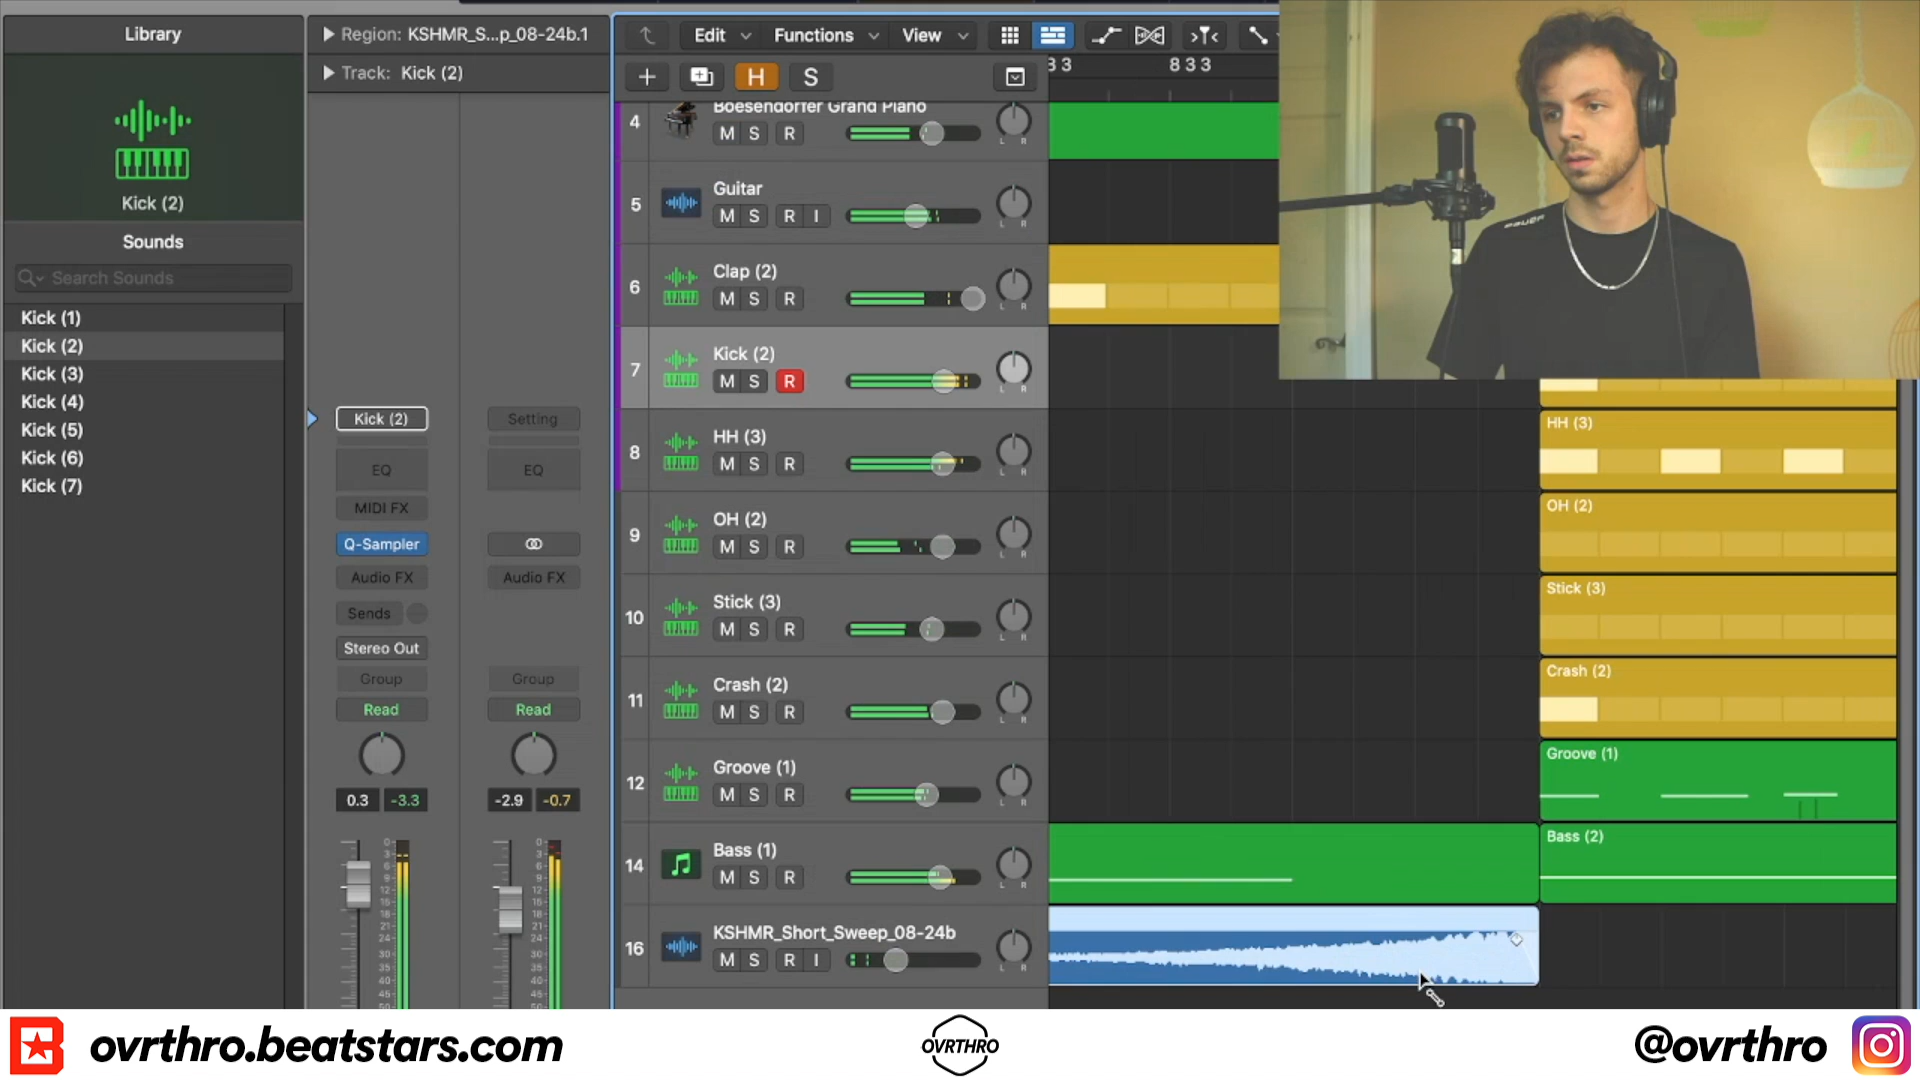 Library
Kick (2)
Sounds
Search Sounds
Kick (1)
Kick (2)
Kick (3)
Kick (4)
Kick (5)
Kick (6)
Kick (7)
Region: KSHMR_S...p_08-24b.1
Track: Kick (2)
Kick (2) Setting
EQ EQ
MIDI FX
Q-Sampler
Audio FX Audio FX
Sends
Stereo Out
Group Group
Read Read
0.3 -3.3 -2.9 -0.7
Edit Functions View
H S
3 3 8 3 3
4 Boesendorfer Grand Piano
M S R
L R
5 Guitar
M S R I
L R
6 Clap (2)
M S R
L R
7 Kick (2)
M S R
L R
8 HH (3)
M S R
L R
9 OH (2)
M S R
L R
10 Stick (3)
M S R
L R
11 Crash (2)
M S R
L R
12 Groove (1)
M S R
L R
14 Bass (1)
M S R
L R
16 KSHMR_Short_Sweep_08-24b
M S R I
L R
HH (3)
OH (2)
Stick (3)
Crash (2)
Groove (1)
Bass (2)
ovrthro.beatstars.com
OVRTHRO
@ovrthro